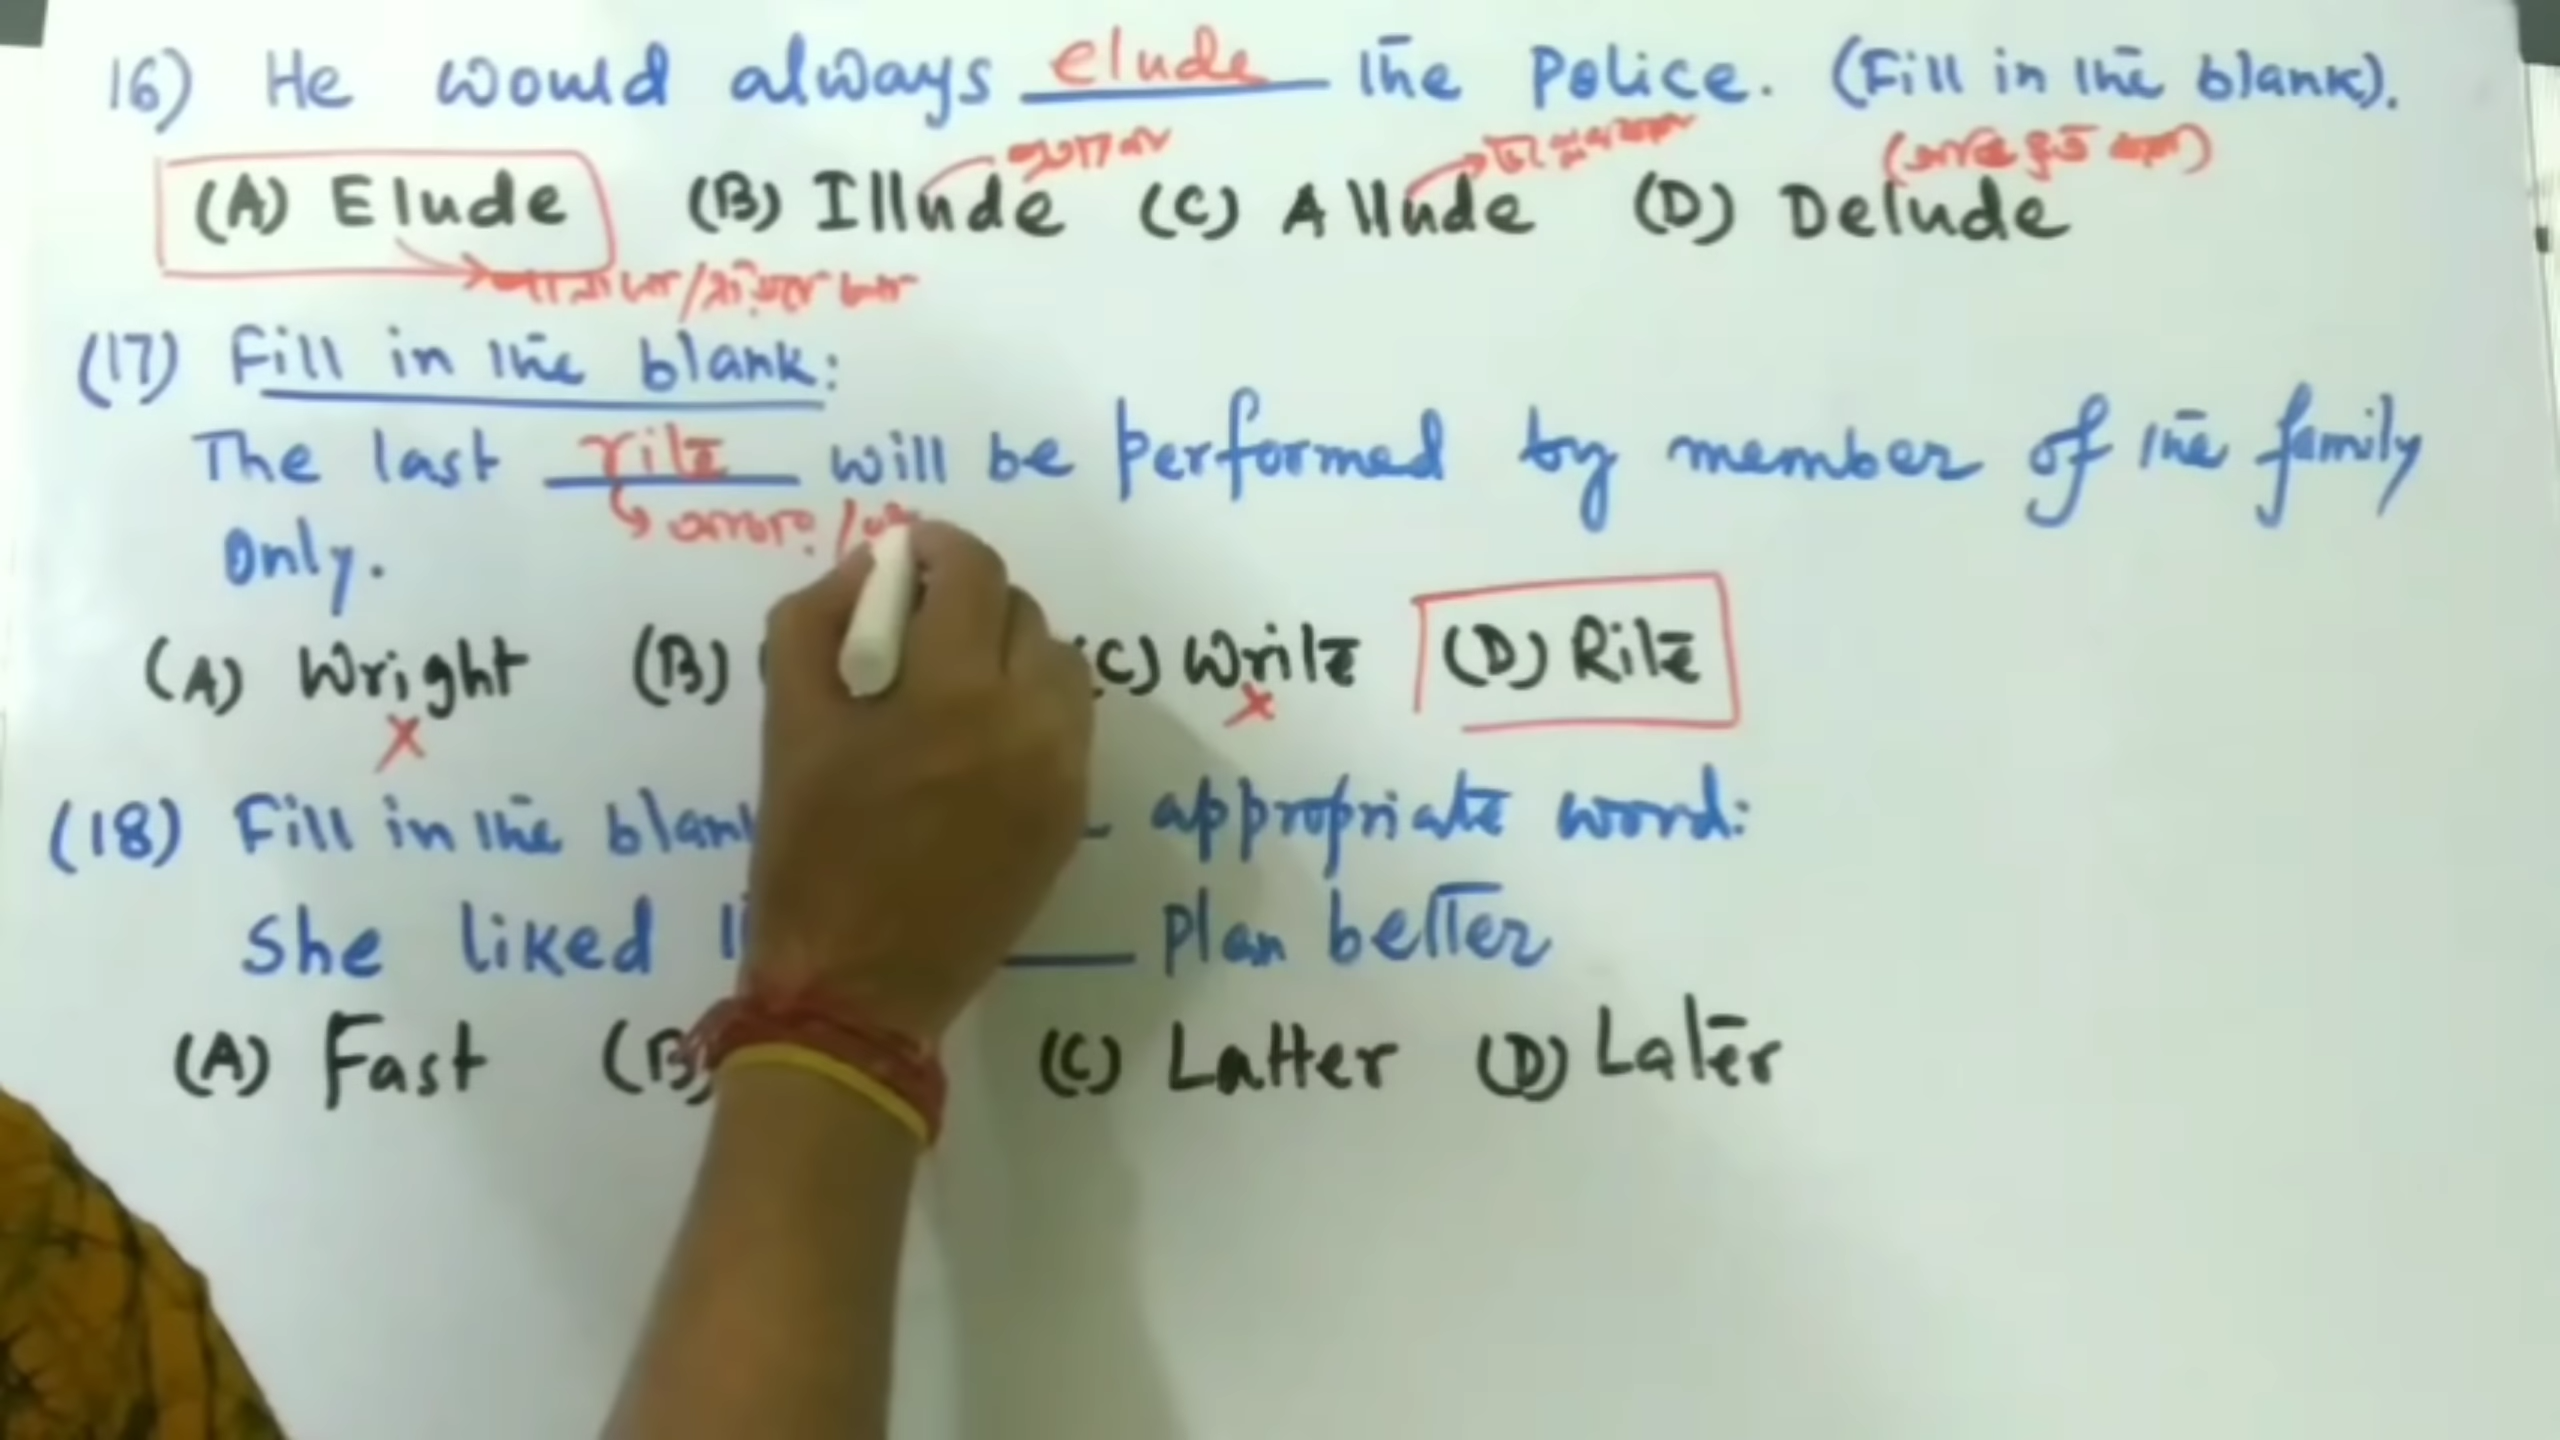 16) He would always elude the Police. (Fill in the blank).
(A) Elude (B) Illude (C) Allude (D) Delude
(17) Fill in the blank:
The last rite will be performed by member of the family
Only.
(A) Wright (B) (C) Write (D) Rite
(18) Fill in the appropriate word:
She liked plan better
(A) Fast (B) (C) Latter (D) Later